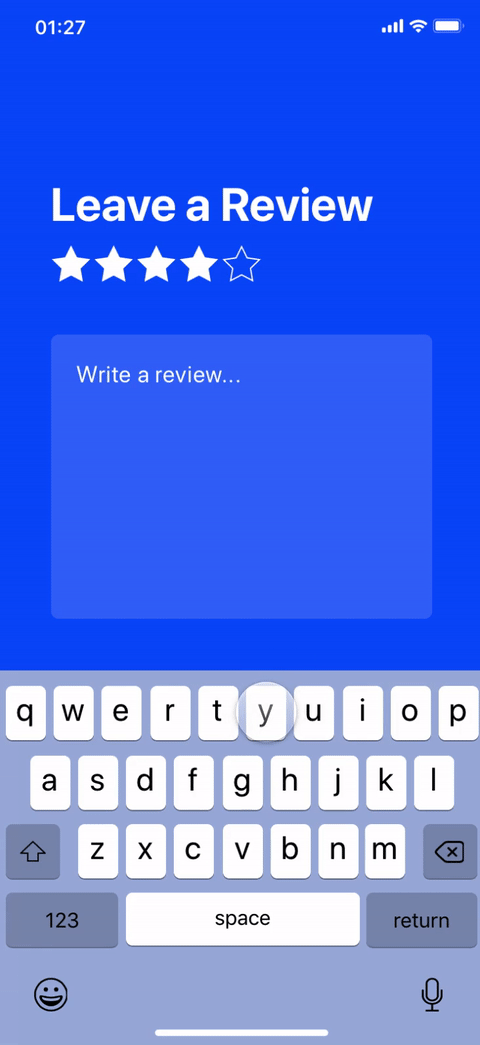 01:27
Leave a Review
Write a review...
q w e r t y u i o p
a s d f g h j k l
z x c v b n m
123 space return